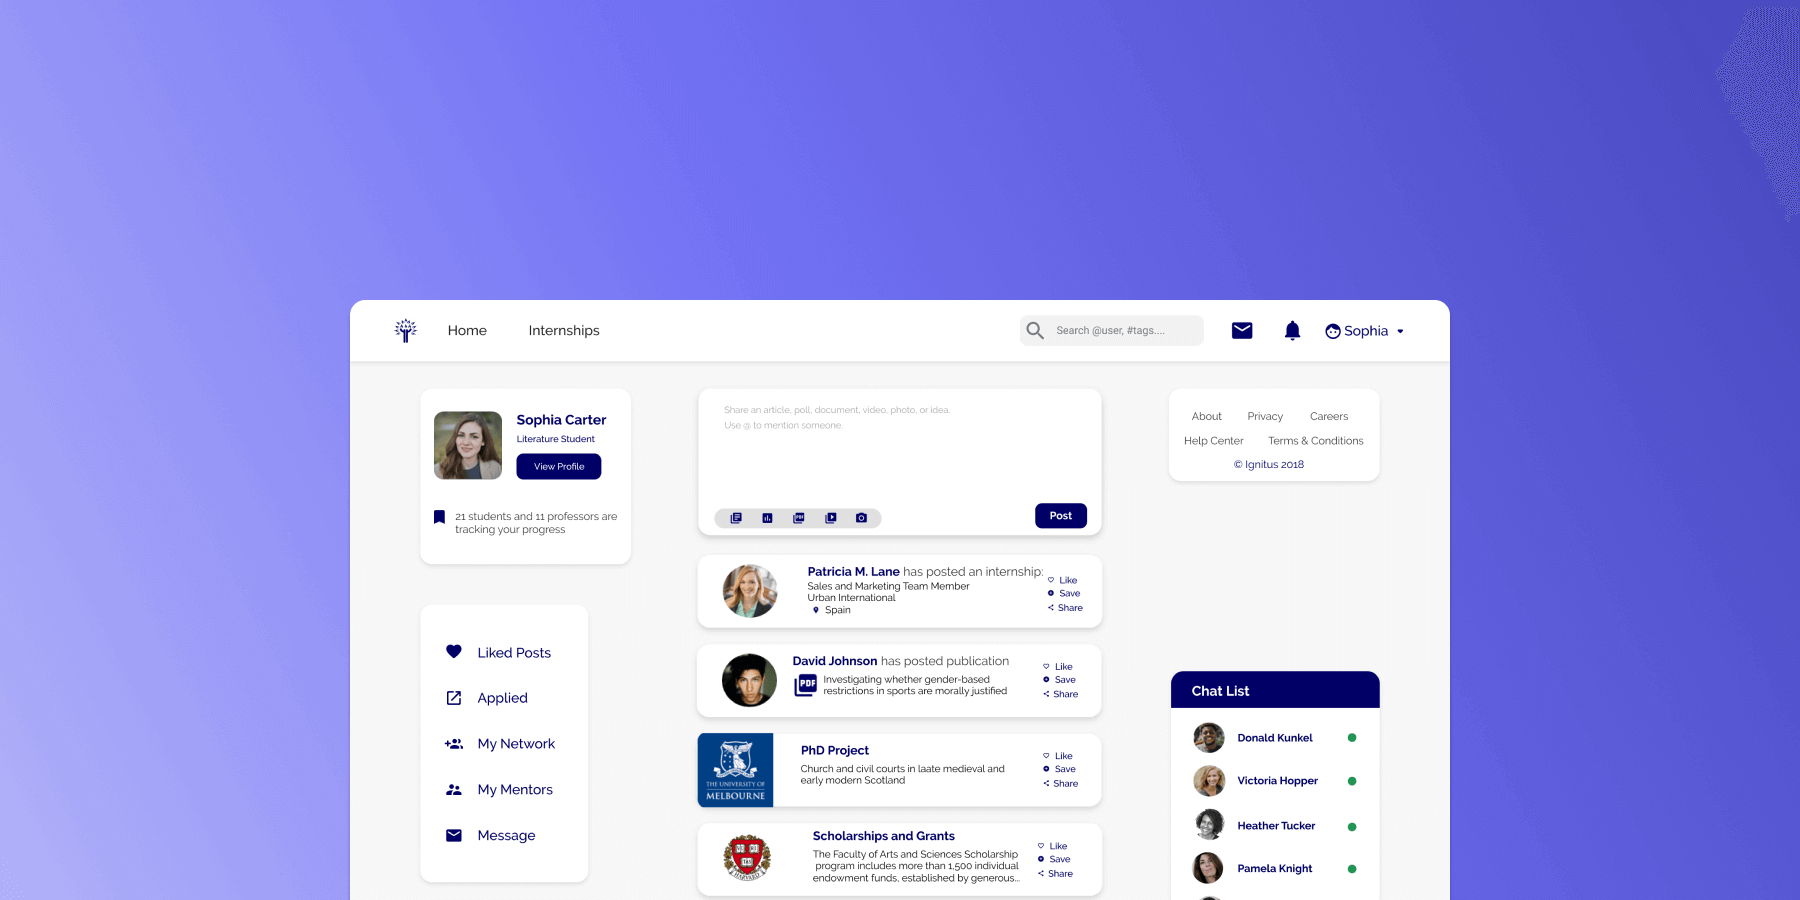 Home
Internships
Search @user, #tags....
Sophia
Sophia Carter
Literature Student
View Profile
21 students and 11 professors are
tracking your progress
Liked Posts
Applied
My Network
My Mentors
Message
Share an article, poll, document, video, photo, or idea.
Use @ to mention someone.
PDF
Post
Patricia M. Lane has posted an internship:
Sales and Marketing Team Member
Urban International
Spain
Like
Save
Share
David Johnson has posted publication
PDF
Investigating whether gender-based
restrictions in sports are morally justified
Like
Save
Share
THE UNIVERSITY OF
MELBOURNE
PhD Project
Church and civil courts in laate medieval and
early modern Scotland
Like
Save
Share
HARVARD
Scholarships and Grants
The Faculty of Arts and Sciences Scholarship
program includes more than 1,500 individual
endowment funds, established by generous...
Like
Save
Share
About Privacy Careers
Help Center Terms & Conditions
© Ignitus 2018
Chat List
Donald Kunkel
Victoria Hopper
Heather Tucker
Pamela Knight